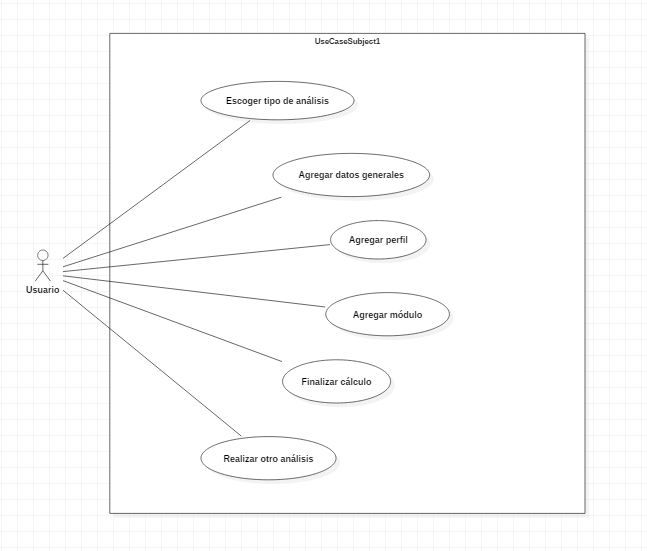 UseCaseSubject1
Escoger tipo de análisis
Agregar datos generales
Agregar perfil
Usuario
Agregar módulo
Finalizar cálculo
Realizar otro análisis